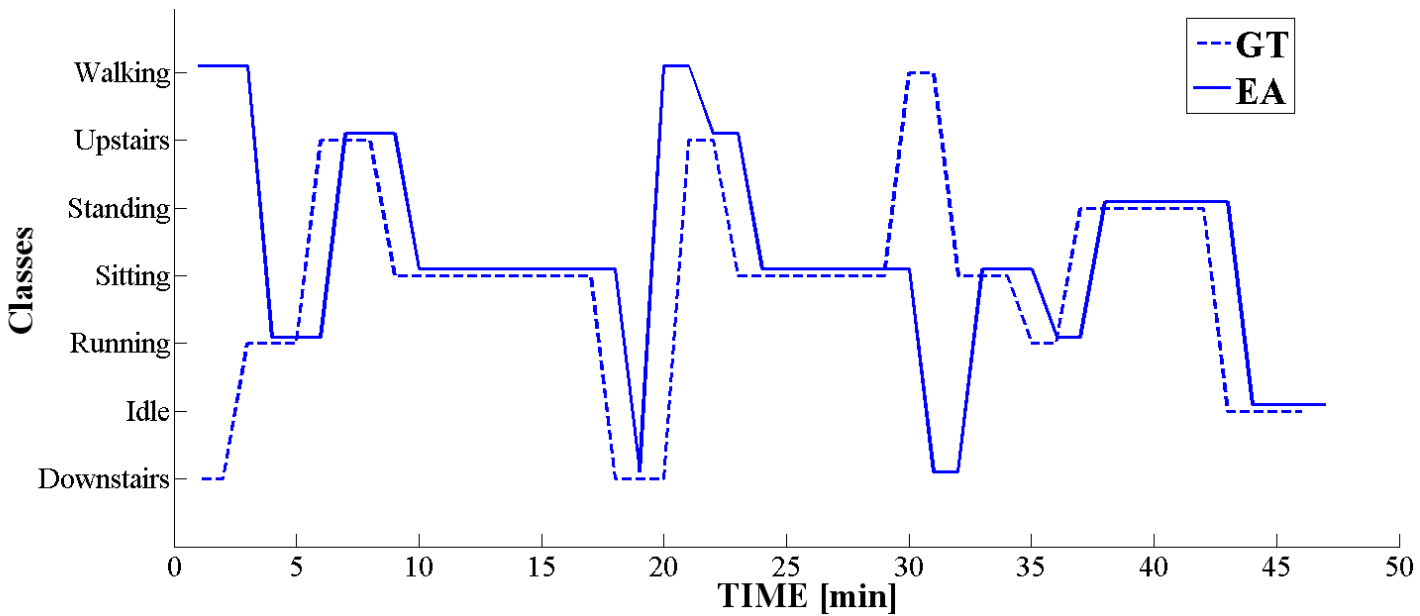 GT
EA
Walking
Upstairs
Standing
Sitting
Running
Idle
Downstairs
Classes
0 5 10 15 20 25 30 35 40 45 50
TIME [min]